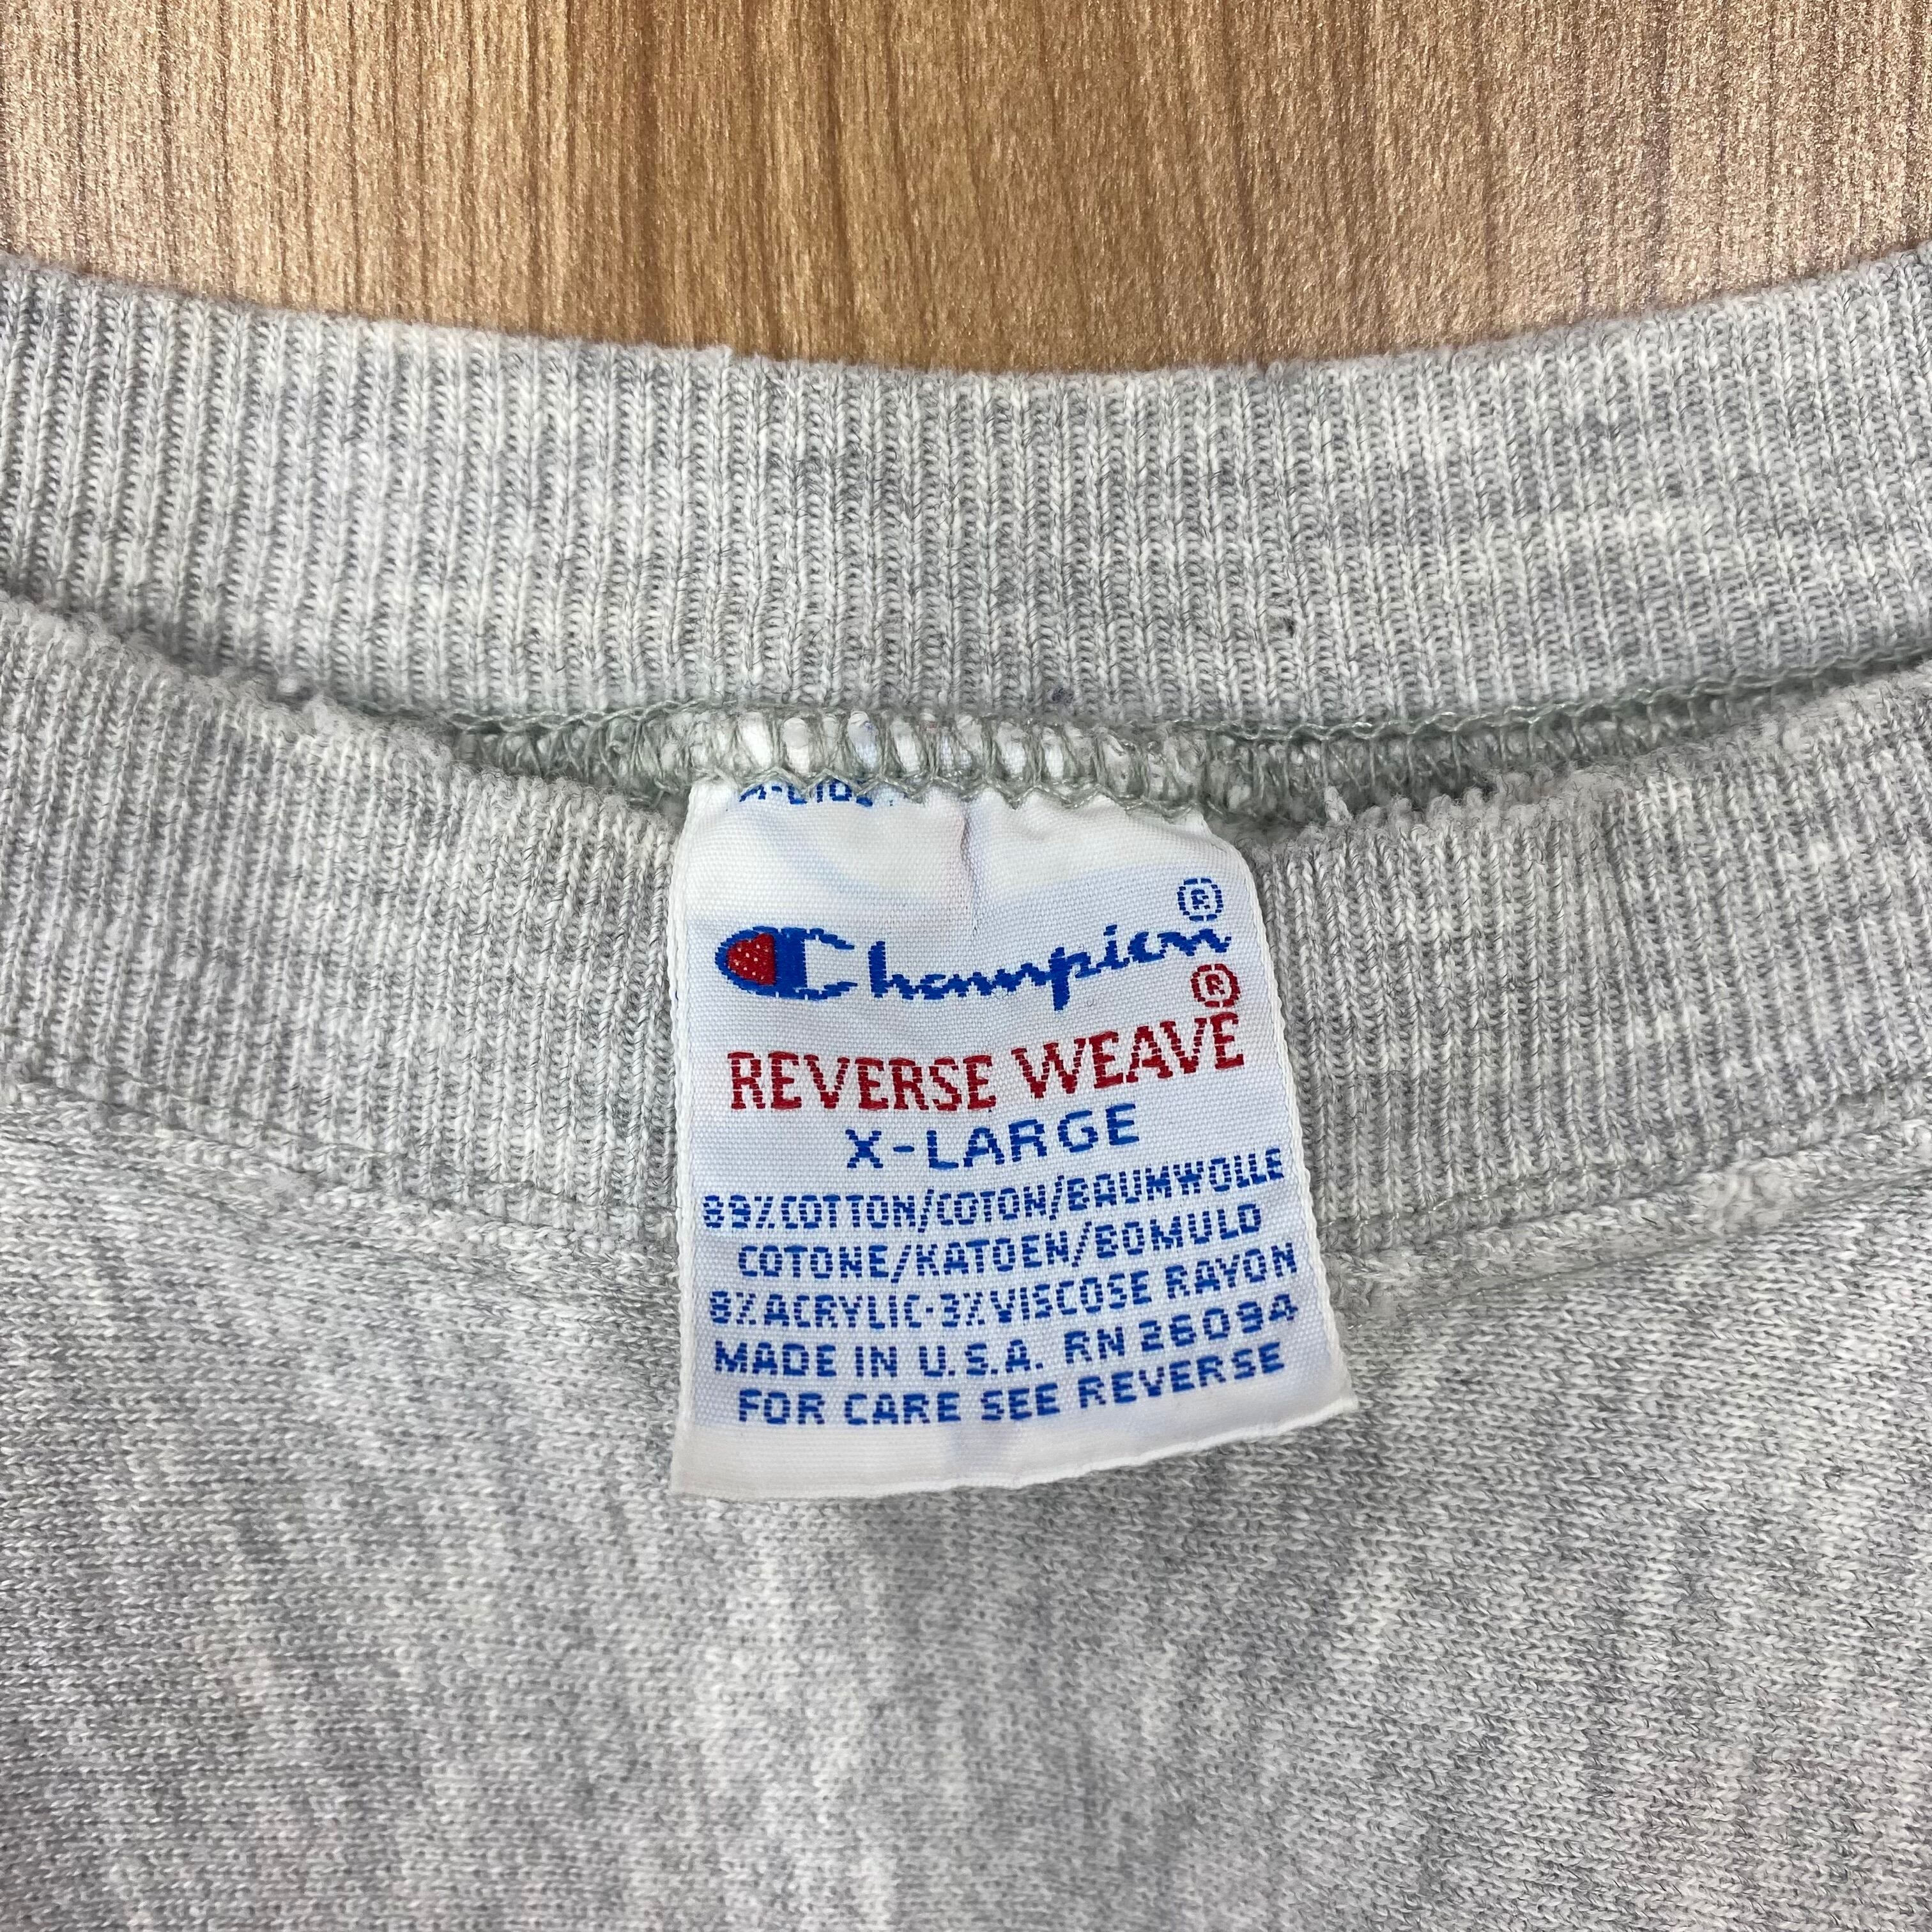 Champion®
REVERSE WEAVE®
X-LARGE
89%COTTON/COTON/BAUMWOLLE
COTONE/KATOEN/BOMULD
8%ACRYLIC·3%VISCOSE RAYON
MADE IN U.S.A. RN 26094
FOR CARE SEE REVERSE